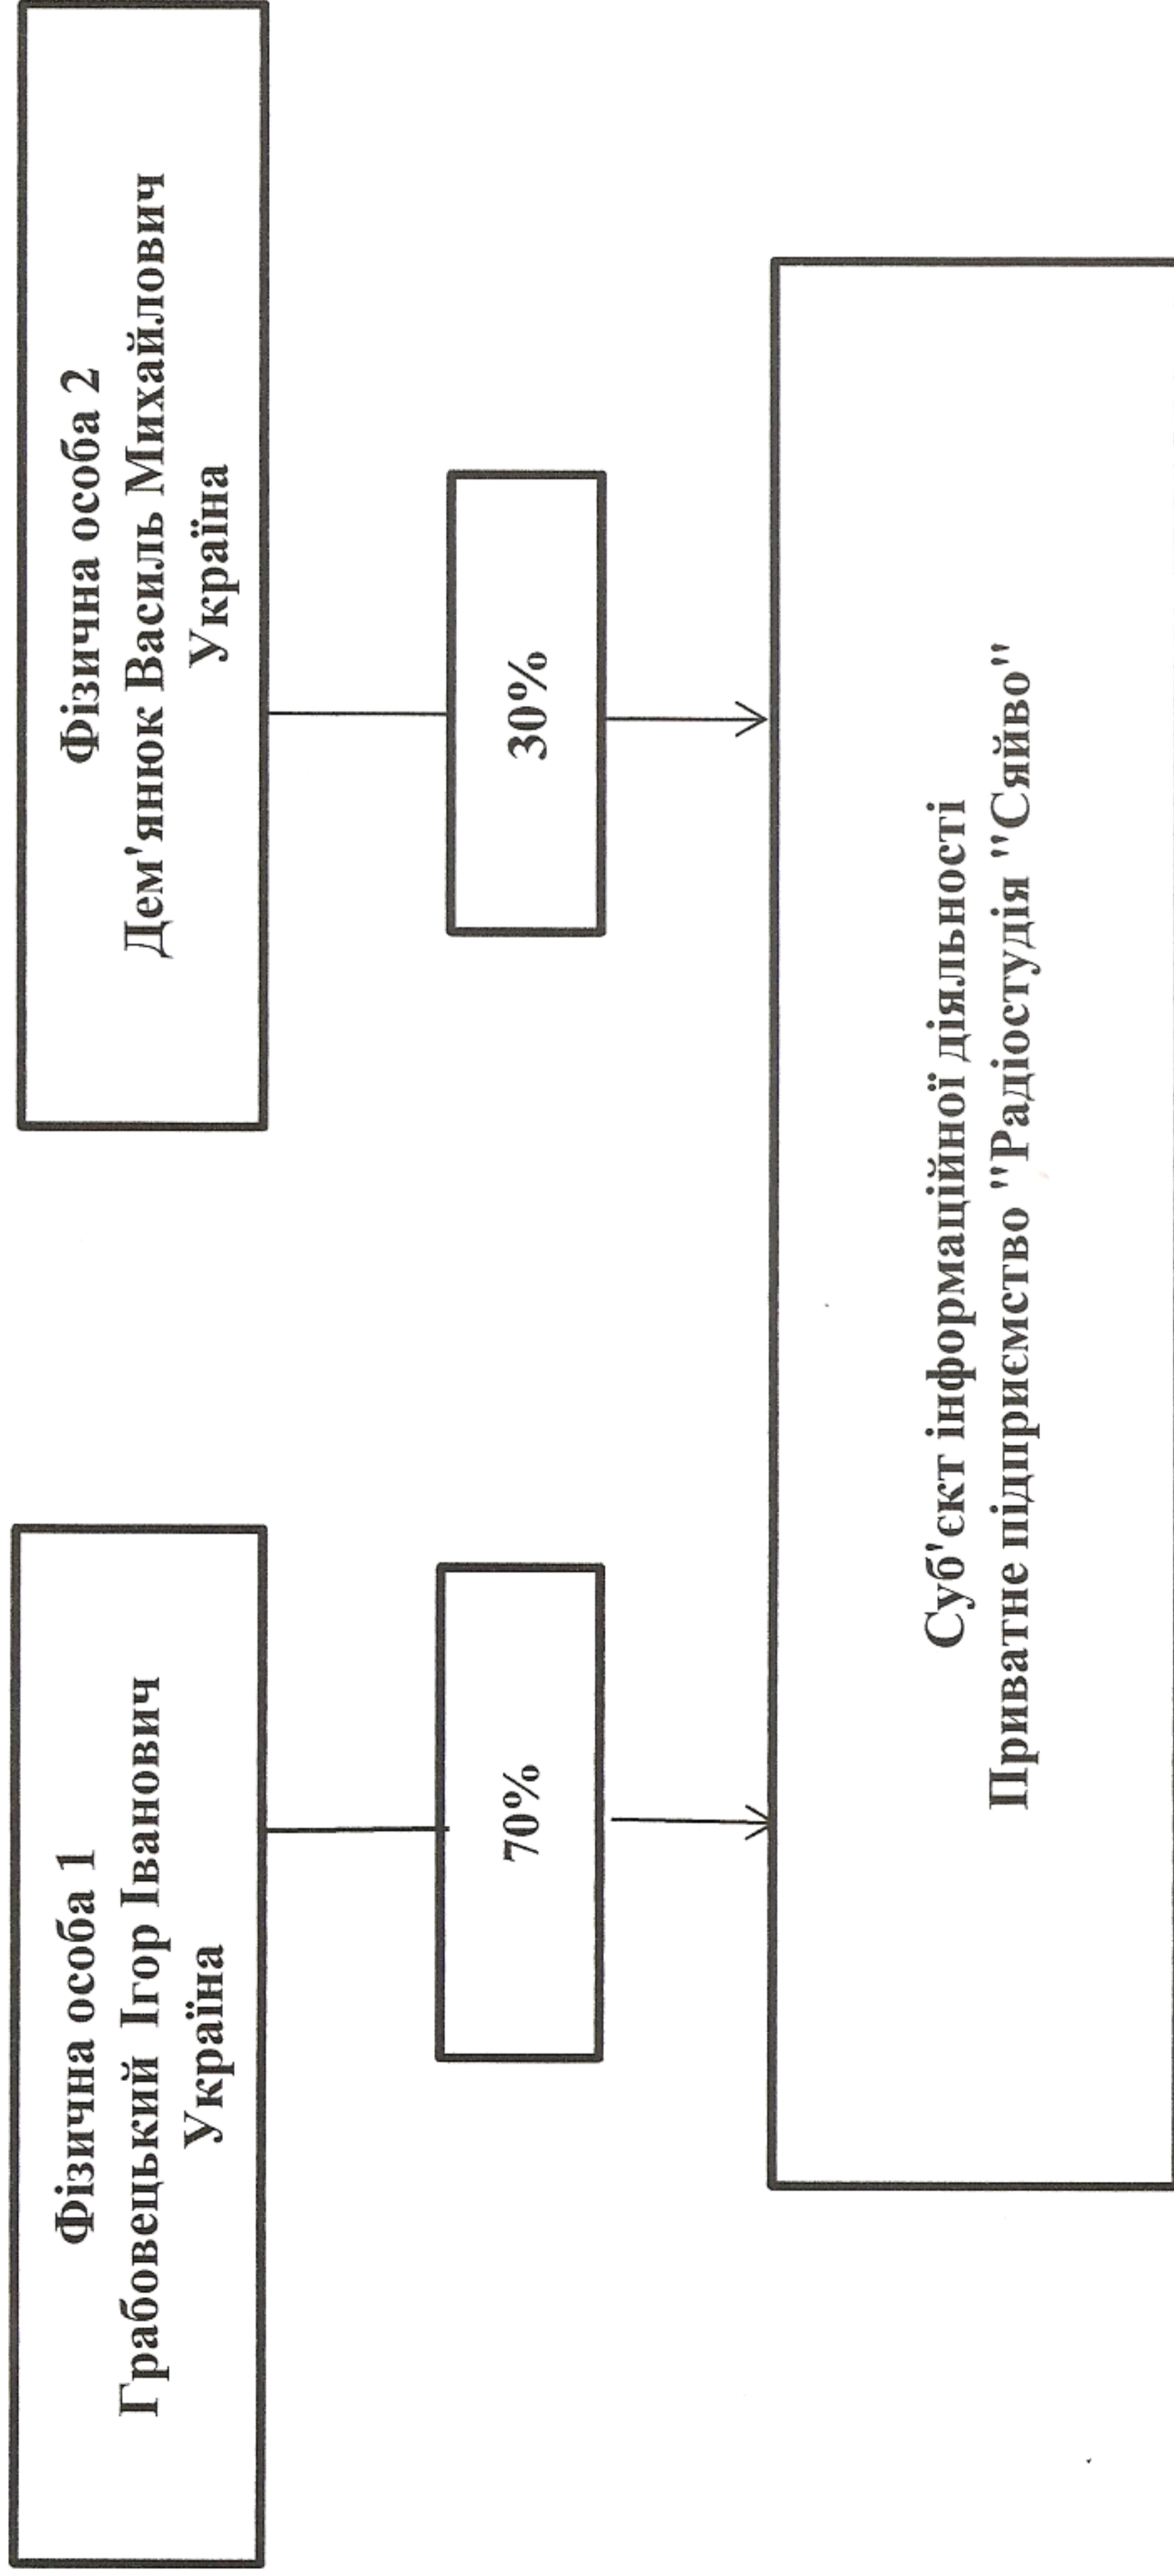 Фізична особа 1
Грабовецький Ігор Іванович
Україна
Фізична особа 2
Дем'янюк Василь Михайлович
Україна
70%
30%
Суб'єкт інформаційної діяльності
Приватне підприємство "Радіостудія "Сяйво"